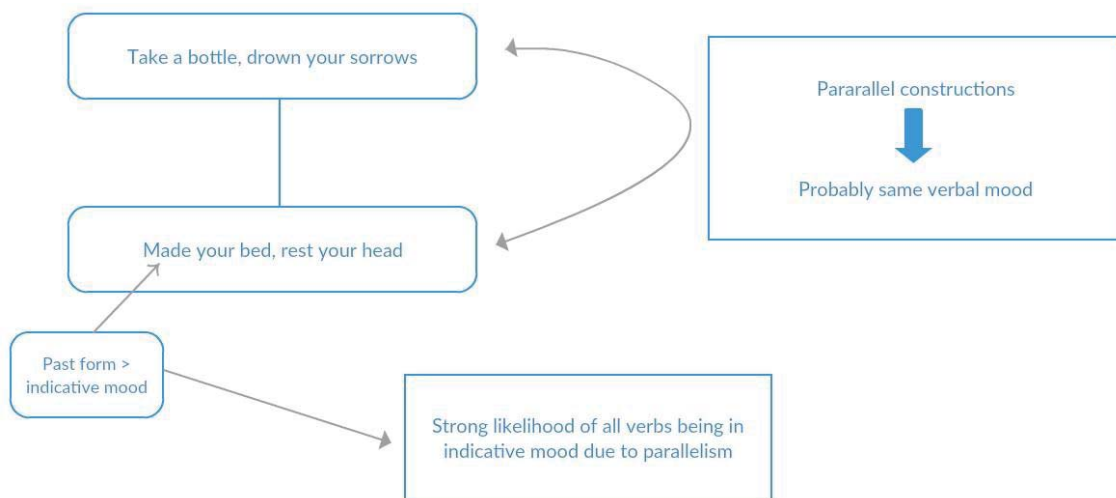 Take a bottle, drown your sorrows
Pararallel constructions
Probably same verbal mood
Made your bed, rest your head
Past form >
indicative mood
Strong likelihood of all verbs being in
indicative mood due to parallelism